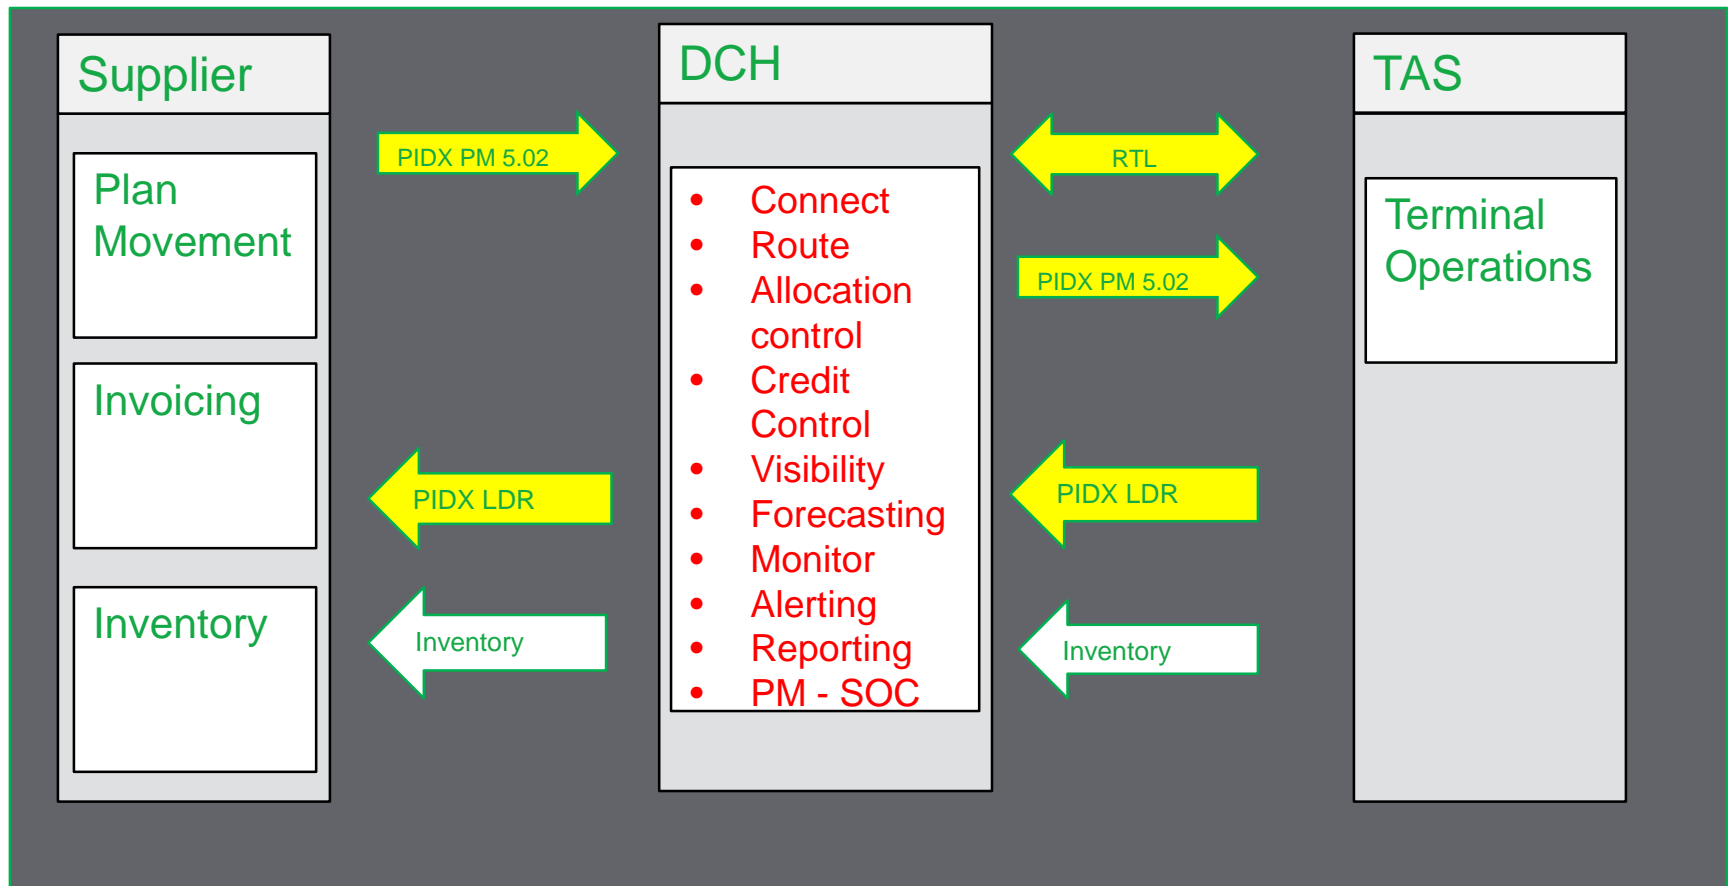 Supplier
Plan
Movement
Invoicing
Inventory
PIDX PM 5.02
PIDX LDR
Inventory
DCH
• Connect
• Route
• Allocation
control
• Credit
Control
• Visibility
• Forecasting
• Monitor
• Alerting
• Reporting
• PM - SOC
RTL
PIDX PM 5.02
PIDX LDR
Inventory
TAS
Terminal
Operations